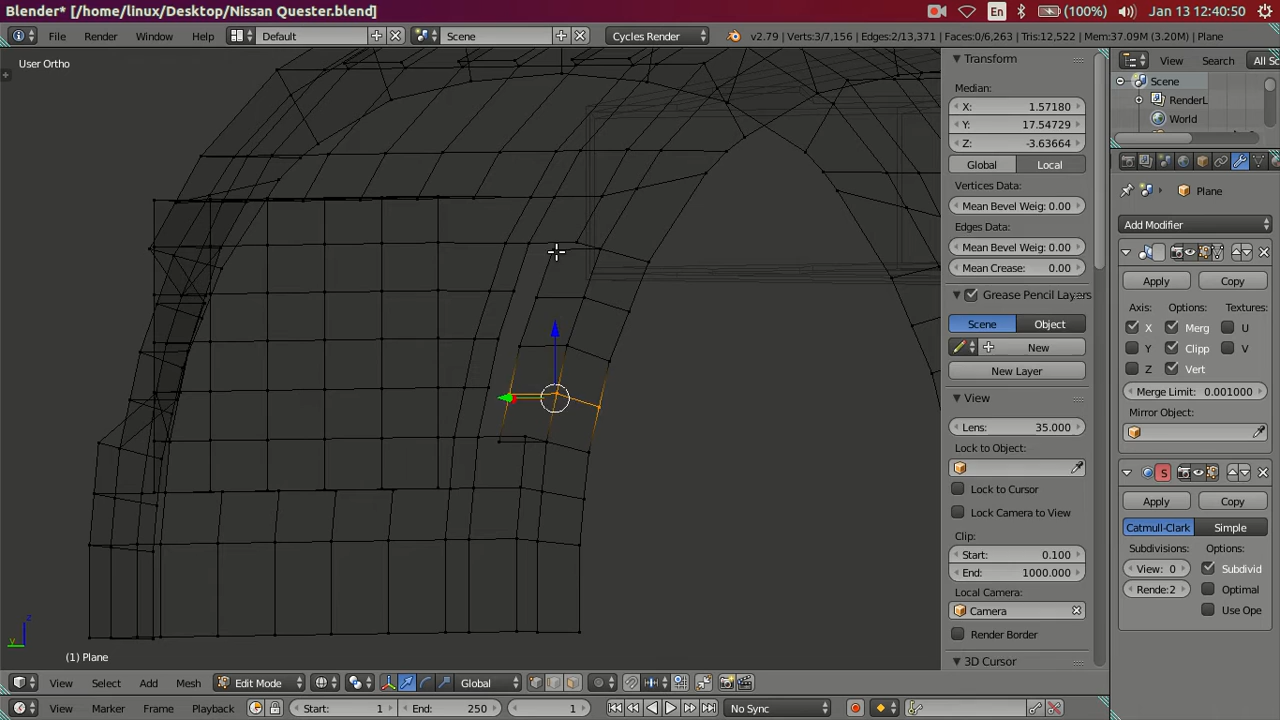 Blender* [/home/linux/Desktop/Nissan Quester.blend]
En
(100%)
Jan 13 12:40:50
File Render Window Help
Default
Scene
Cycles Render
v2.79 | Verts:3/7,156 | Edges:2/13,371 | Faces:0/6,263 | Tris:12,522 | Mem:37.09M (3.20M) | Plane
User Ortho
Transform
Median:
X: 1.57180
Y: 17.54729
Z: -3.63664
Global Local
Vertices Data:
Mean Bevel Weig: 0.00
Edges Data:
Mean Bevel Weig: 0.00
Mean Crease: 0.00
Grease Pencil Layers
Scene Object
New
New Layer
View
Lens: 35.000
Lock to Object:
Lock to Cursor
Lock Camera to View
Clip:
Start: 0.100
End: 1000.000
Local Camera:
Camera
Render Border
3D Cursor
View Search All Sc
Scene
RenderL
World
Plane
Add Modifier
Apply Copy
Axis: Options: Textures:
X Merg U
Y Clipp V
Z Vert
Merge Limit: 0.001000
Mirror Object:
S
Apply Copy
Catmull-Clark Simple
Subdivisions: Options:
View: 0 Subdivid
Rende: 2 Optimal
Use Ope
z
y
(1) Plane
View Select Add Mesh
Edit Mode
Global
View Marker Frame Playback
Start: 1
End: 250
1
No Sync